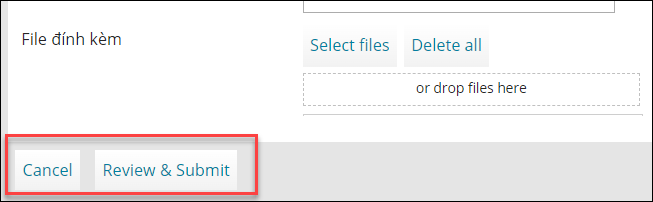 File đính kèm
Select files Delete all
or drop files here
Cancel Review & Submit